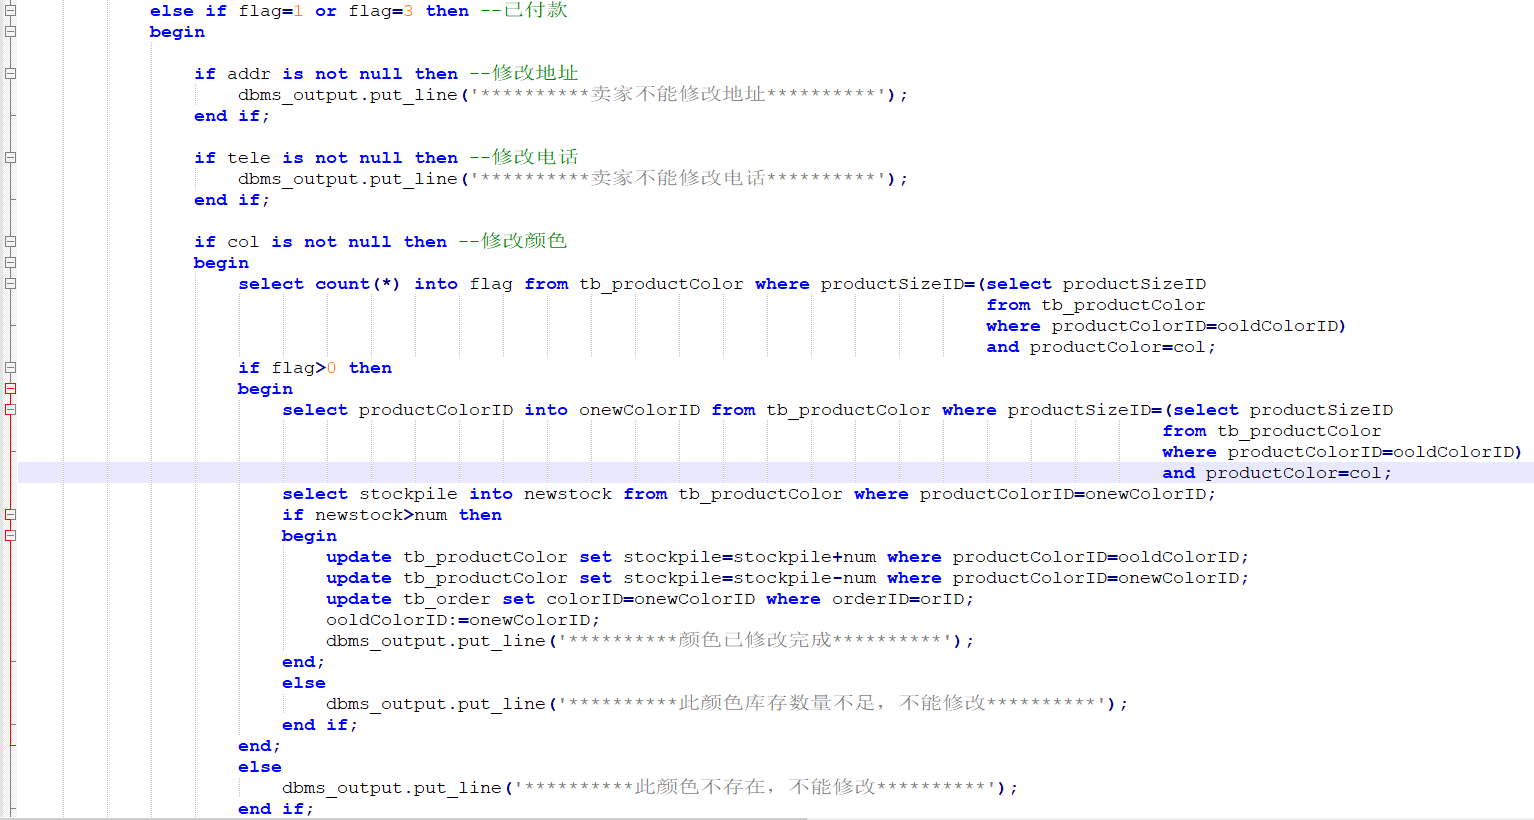 else if flag=1 or flag=3 then --已付款
begin
if addr is not null then --修改地址
dbms_output.put_line('**********卖家不能修改地址**********');
end if;
if tele is not null then --修改电话
dbms_output.put_line('**********卖家不能修改电话**********');
end if;
if col is not null then --修改颜色
begin
select count(*) into flag from tb_productColor where productSizeID=(select productSizeID
from tb_productColor
where productColorID=ooldColorID)
and productColor=col;
if flag>0 then
begin
select productColorID into onewColorID from tb_productColor where productSizeID=(select productSizeID
from tb_productColor
where productColorID=ooldColorID)
and productColor=col;
select stockpile into newstock from tb_productColor where productColorID=onewColorID;
if newstock>num then
begin
update tb_productColor set stockpile=stockpile+num where productColorID=ooldColorID;
update tb_productColor set stockpile=stockpile-num where productColorID=onewColorID;
update tb_order set colorID=onewColorID where orderID=orID;
ooldColorID:=onewColorID;
dbms_output.put_line('**********颜色已修改完成**********');
end;
else
dbms_output.put_line('**********此颜色库存数量不足，不能修改**********');
end if;
end;
else
dbms_output.put_line('**********此颜色不存在，不能修改**********');
end if;